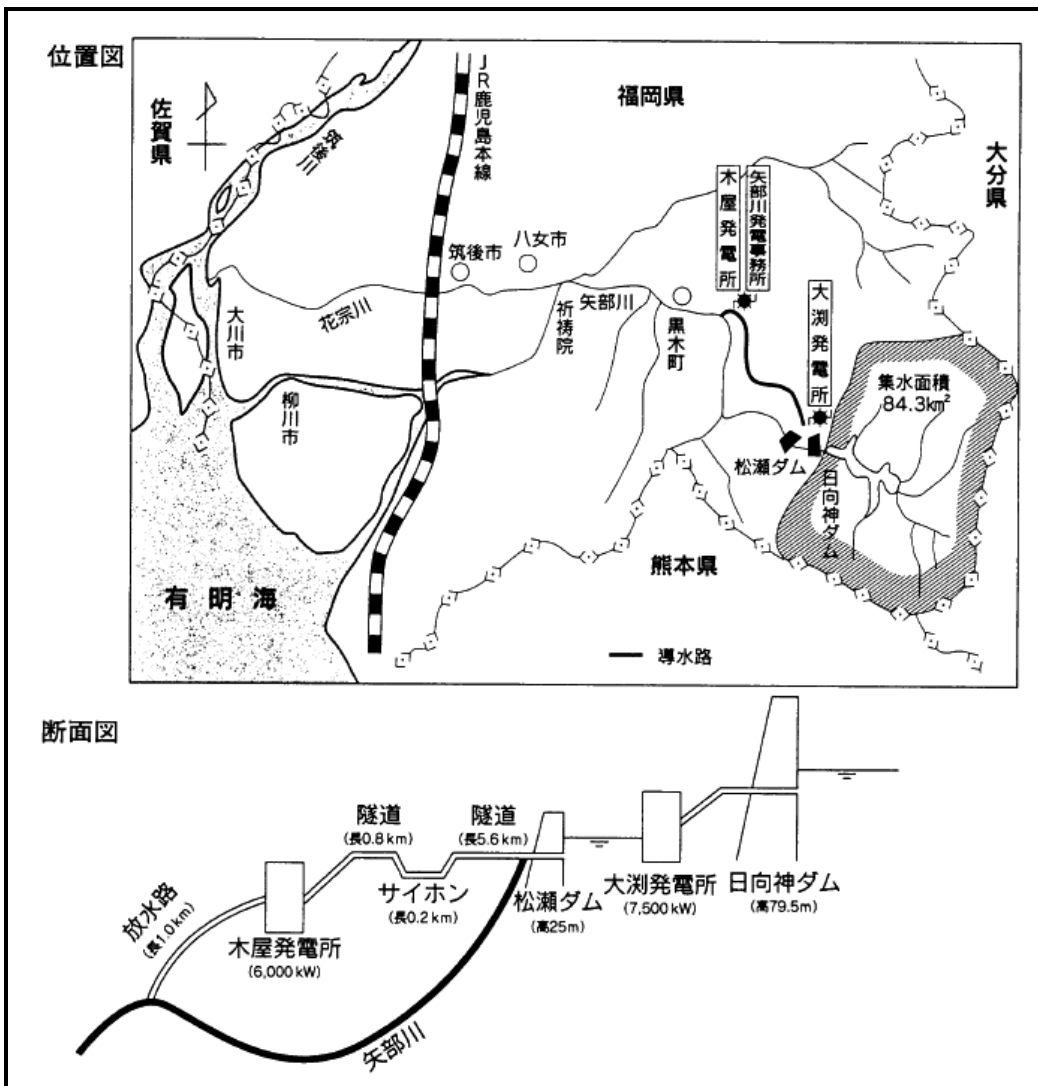 位置図
佐賀県
筑後川
JR鹿児島本線
福岡県
大分県
木屋発電所
矢部川発電事務所
大渕発電所
筑後市
八女市
大川市
花宗川
祈祷院
矢部川
黒木町
集水面積
84.3km²
柳川市
松瀬ダム
日向神ダム
熊本県
有明海
導水路
断面図
隧道
(長0.8km)
隧道
(長5.6km)
サイホン
(長0.2km)
松瀬ダム
(高25m)
大渕発電所
(7,500kW)
日向神ダム
(高79.5m)
放水路
(長1.0km)
木屋発電所
(6,000kW)
矢部川